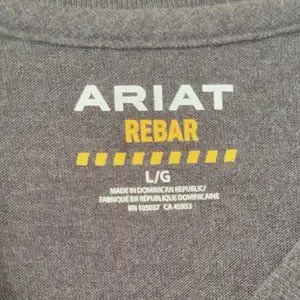 ARIAT
REBAR
L/G
MADE IN DOMINICAN REPUBLIC/
FABRIQUÉ EN RÉPUBLIQUE DOMINICAINE
RN 105037 CA 45953